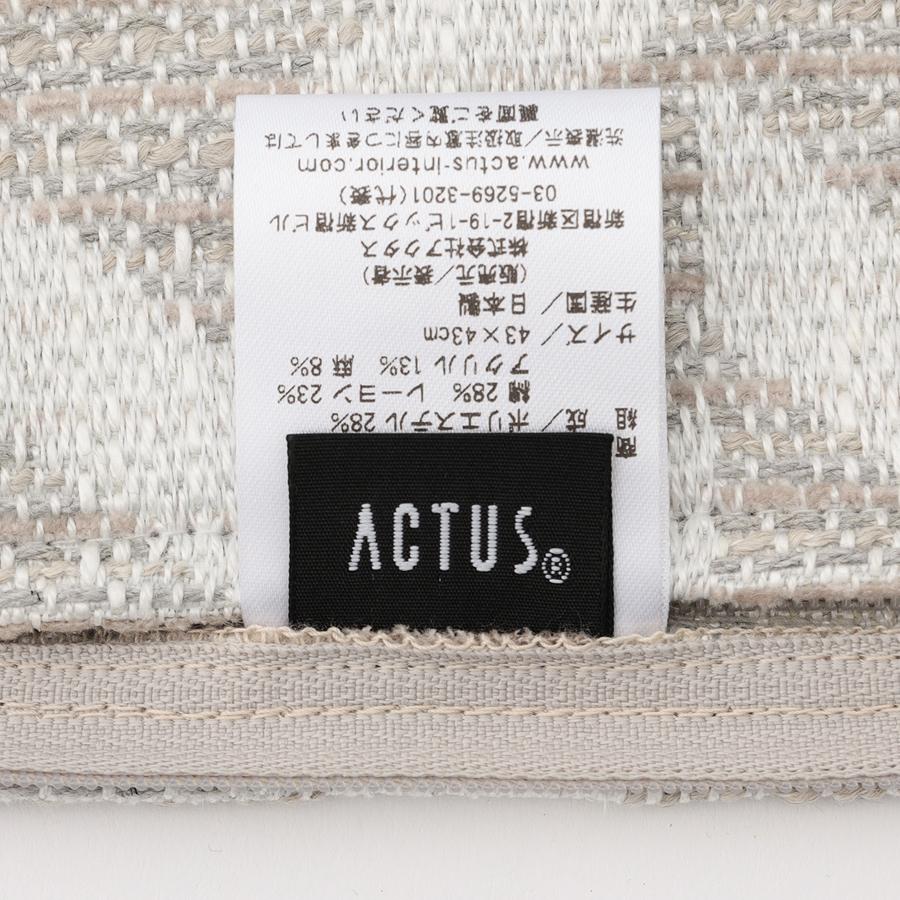 商
組 成／ポリエステル 28%
綿 28% レーヨン 23%
アクリル 13% 麻 8%
サイズ／ 43×43cm
生産国／ 日本製
(販売元／表示者)
株式会社アクタス
新宿区新宿2-19-1ビックス新宿ビル
03-5269-3201(代表)
www.actus-interior.com
洗濯表示／取扱注意内容につきましては
裏面をご覧ください
ACTUS®